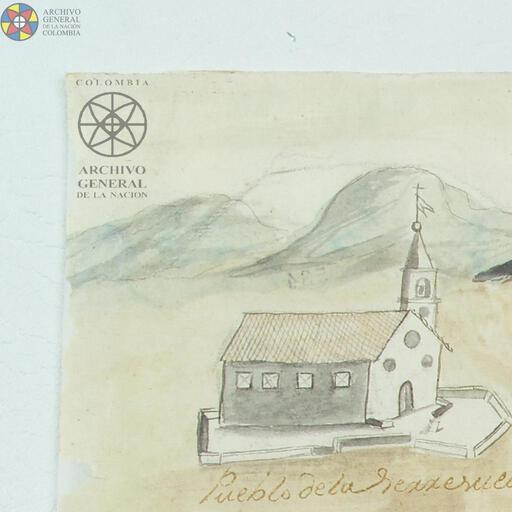 ARCHIVO
GENERAL
DE LA NACIÓN
COLOMBIA
COLOMBIA
ARCHIVO
GENERAL
DE LA NACION
Pueblo de la